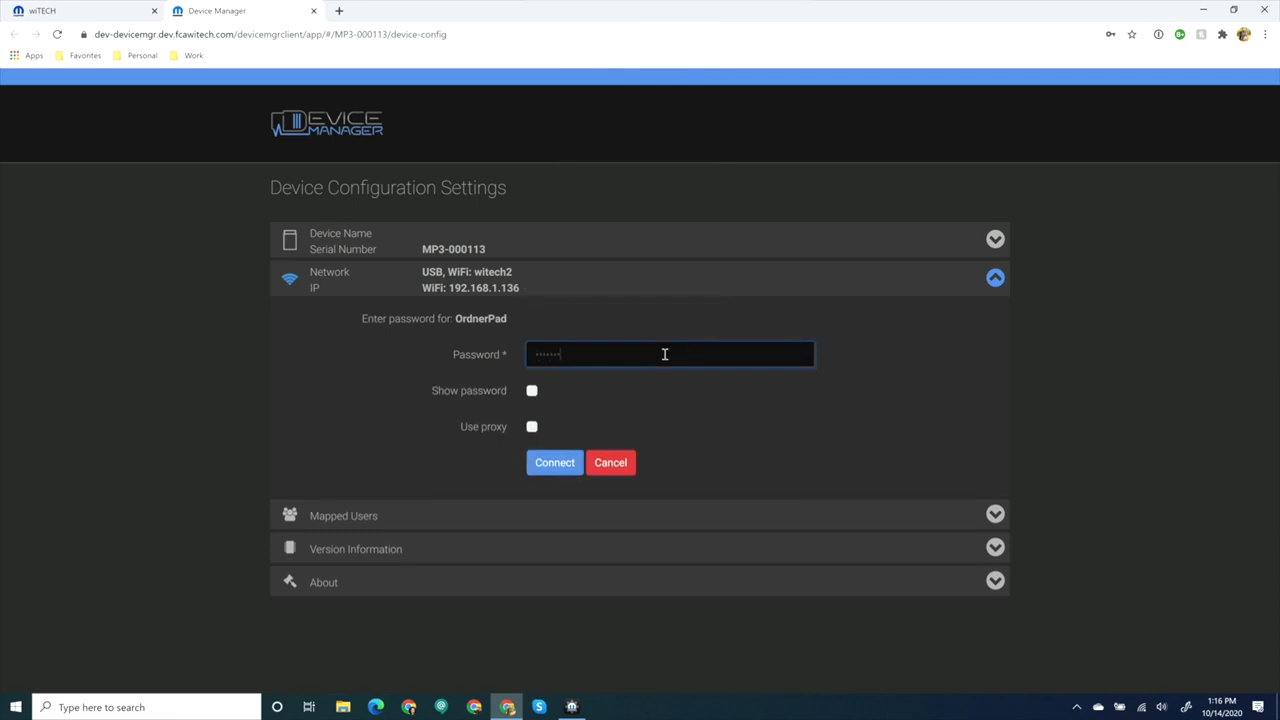 wiTECH
Device Manager
dev-devicemgr.dev.fcawitech.com/devicemgrclient/app/#/MP3-000113/device-config
Apps Favorites Personal Work
DEVICE
MANAGER
Device Configuration Settings
Device Name
Serial Number MP3-000113
Network USB, WiFi: witech2
IP WiFi: 192.168.1.136
Enter password for: OrdnerPad
Password *
Show password
Use proxy
Connect Cancel
Mapped Users
Version Information
About
Type here to search
1:16 PM
10/14/2020